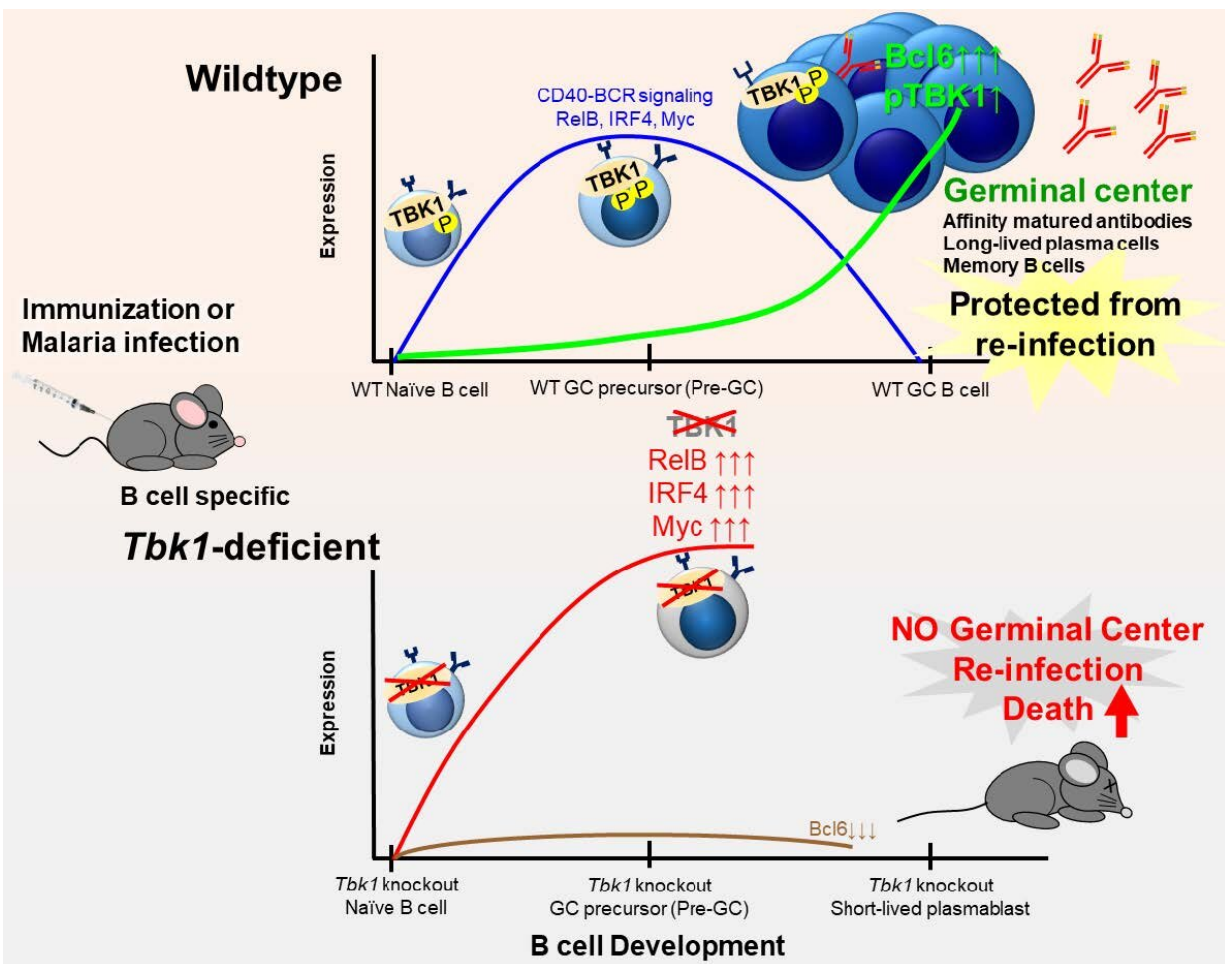 Wildtype
Expression
CD40-BCR signaling
RelB, IRF4, Myc
TBK1
P
TBK1
P P
TBK1
P P
Bcl6↑↑↑
pTBK1↑
Germinal center
Affinity matured antibodies
Long-lived plasma cells
Memory B cells
Protected from
re-infection
WT Naïve B cell
WT GC precursor (Pre-GC)
WT GC B cell
Immunization or
Malaria infection
B cell specific
Tbk1-deficient
TBK1
RelB ↑↑↑
IRF4 ↑↑↑
Myc ↑↑↑
Expression
TBK1
TBK1
NO Germinal Center
Re-infection
Death
Bcl6↓↓↓
Tbk1 knockout
Naïve B cell
Tbk1 knockout
GC precursor (Pre-GC)
Tbk1 knockout
Short-lived plasmablast
B cell Development